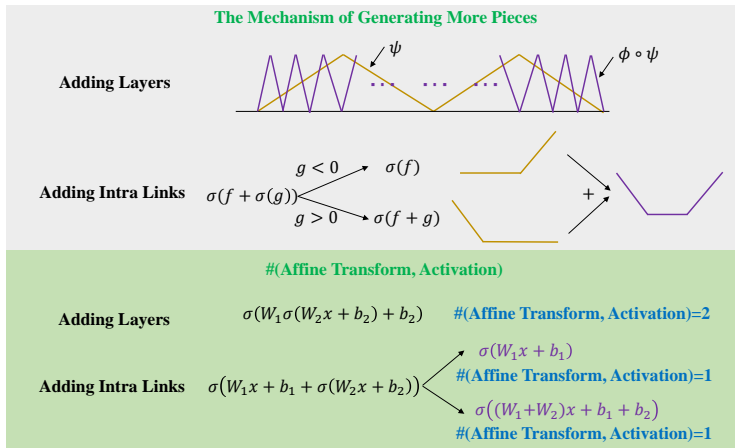 The Mechanism of Generating More Pieces
ψ
ϕ ∘ ψ
Adding Layers
... ... ...
g < 0
σ(f)
Adding Intra Links
σ(f + σ(g))
+
g > 0
σ(f + g)
#(Affine Transform, Activation)
Adding Layers
σ(W₁σ(W₂x + b₂) + b₂)
#(Affine Transform, Activation)=2
σ(W₁x + b₁)
#(Affine Transform, Activation)=1
Adding Intra Links
σ(W₁x + b₁ + σ(W₂x + b₂))
σ((W₁+W₂)x + b₁ + b₂)
#(Affine Transform, Activation)=1